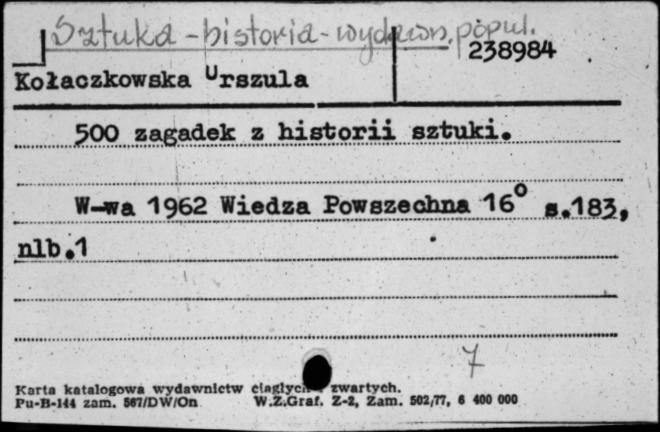 Sztuka - historia - wydawn. popul.
238984
Kołaczkowska Urszula
500 zagadek z historii sztuki.
W-wa 1962 Wiedza Powszechna 16° s.183,
nlb.1
7
Karta katalogowa wydawnictw ciągłych i zwartych.
Pu-B-144 zam. 567/DW/On W.Z.Graf. Z-2, Zam. 502/77, 6 400 000